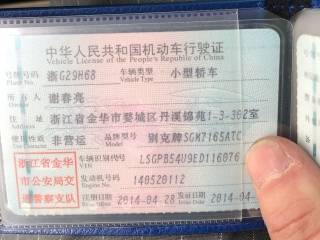 中华人民共和国机动车行驶证
Vehicle License of the People's Republic of China
号牌号码 浙G29H68 车辆类型 小型轿车
Plate No. Vehicle Type
所有人 谢春亮
Owner
住址 浙江省金华市婺城区丹溪锦苑1-3-302室
Address
使用性质 非营运 品牌型号 别克牌SGM7165ATC
Model
浙江省金华 车辆识别代号 LSGPB54U9ED116076
VIN
市公安局交 发动机号码 140520112
Engine No.
通警察支队 注册日期 2014-04-28 发证日期 2014-04-
Issue Date